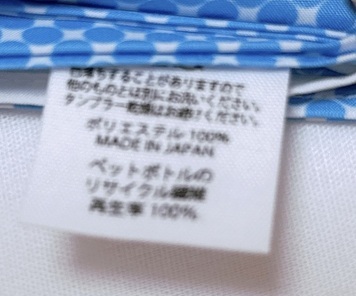 色落ちすることがありますので
他のものとは別にお洗いください。
タンブラー乾燥はお避けください。
ポリエステル 100%
MADE IN JAPAN
ペットボトルの
リサイクル繊維
再生率 100%